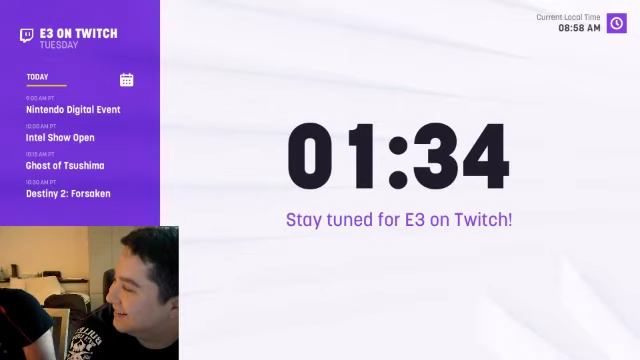 E3 ON TWITCH
TUESDAY
TODAY
9:00 AM PT
Nintendo Digital Event
10:00 AM PT
Intel Show Open
10:15 AM PT
Ghost of Tsushima
10:30 AM PT
Destiny 2: Forsaken
Current Local Time
08:58 AM
01:34
Stay tuned for E3 on Twitch!